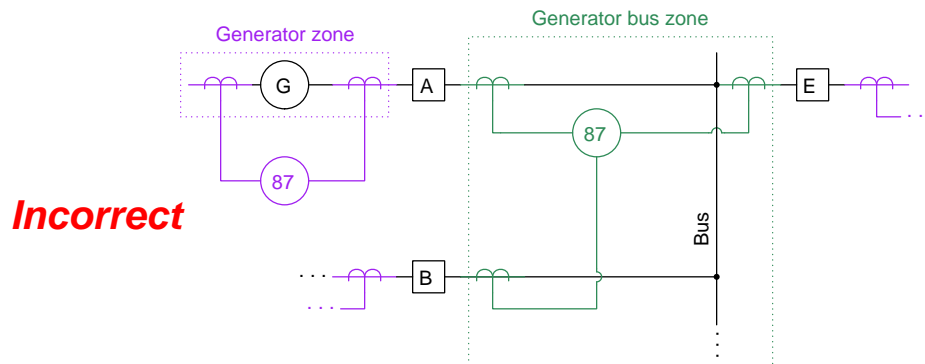 Generator bus zone
Generator zone
G
A
E
87
87
Incorrect
Bus
B